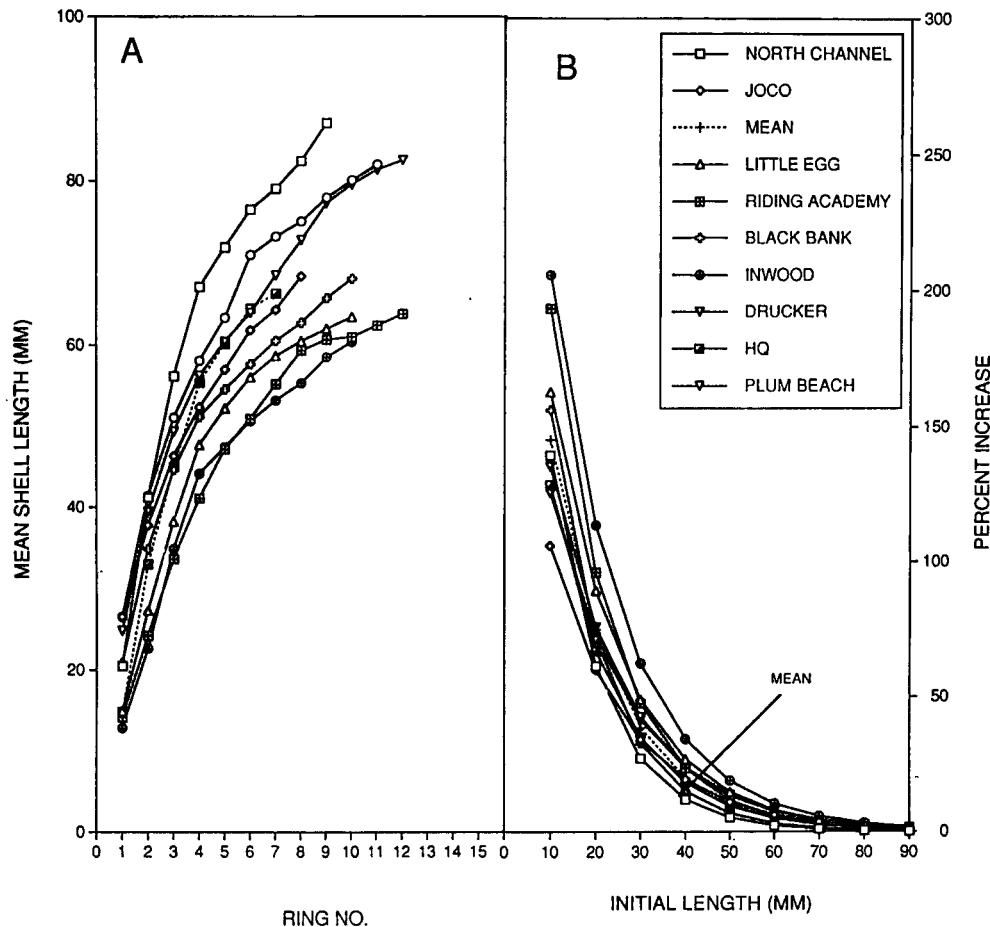 A
B
MEAN SHELL LENGTH (MM)
100
80
60
40
20
0
0 1 2 3 4 5 6 7 8 9 10 11 12 13 14 15
RING NO.
NORTH CHANNEL
JOCO
MEAN
LITTLE EGG
RIDING ACADEMY
BLACK BANK
INWOOD
DRUCKER
HQ
PLUM BEACH
MEAN
300
250
200
150
100
50
0
PERCENT INCREASE
0 10 20 30 40 50 60 70 80 90
INITIAL LENGTH (MM)